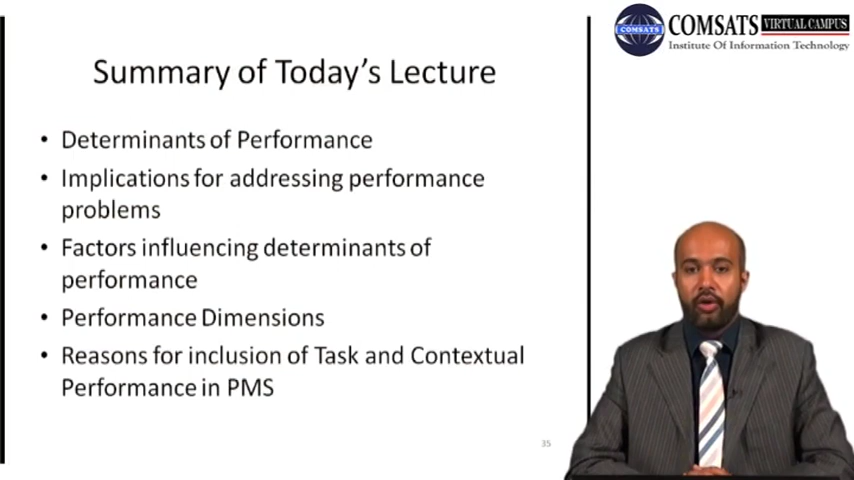 COMSATS VIRTUAL CAMPUS
Institute Of Information Technology
COMSATS
Summary of Today's Lecture
• Determinants of Performance
• Implications for addressing performance
problems
• Factors influencing determinants of
performance
• Performance Dimensions
• Reasons for inclusion of Task and Contextual
Performance in PMS
35